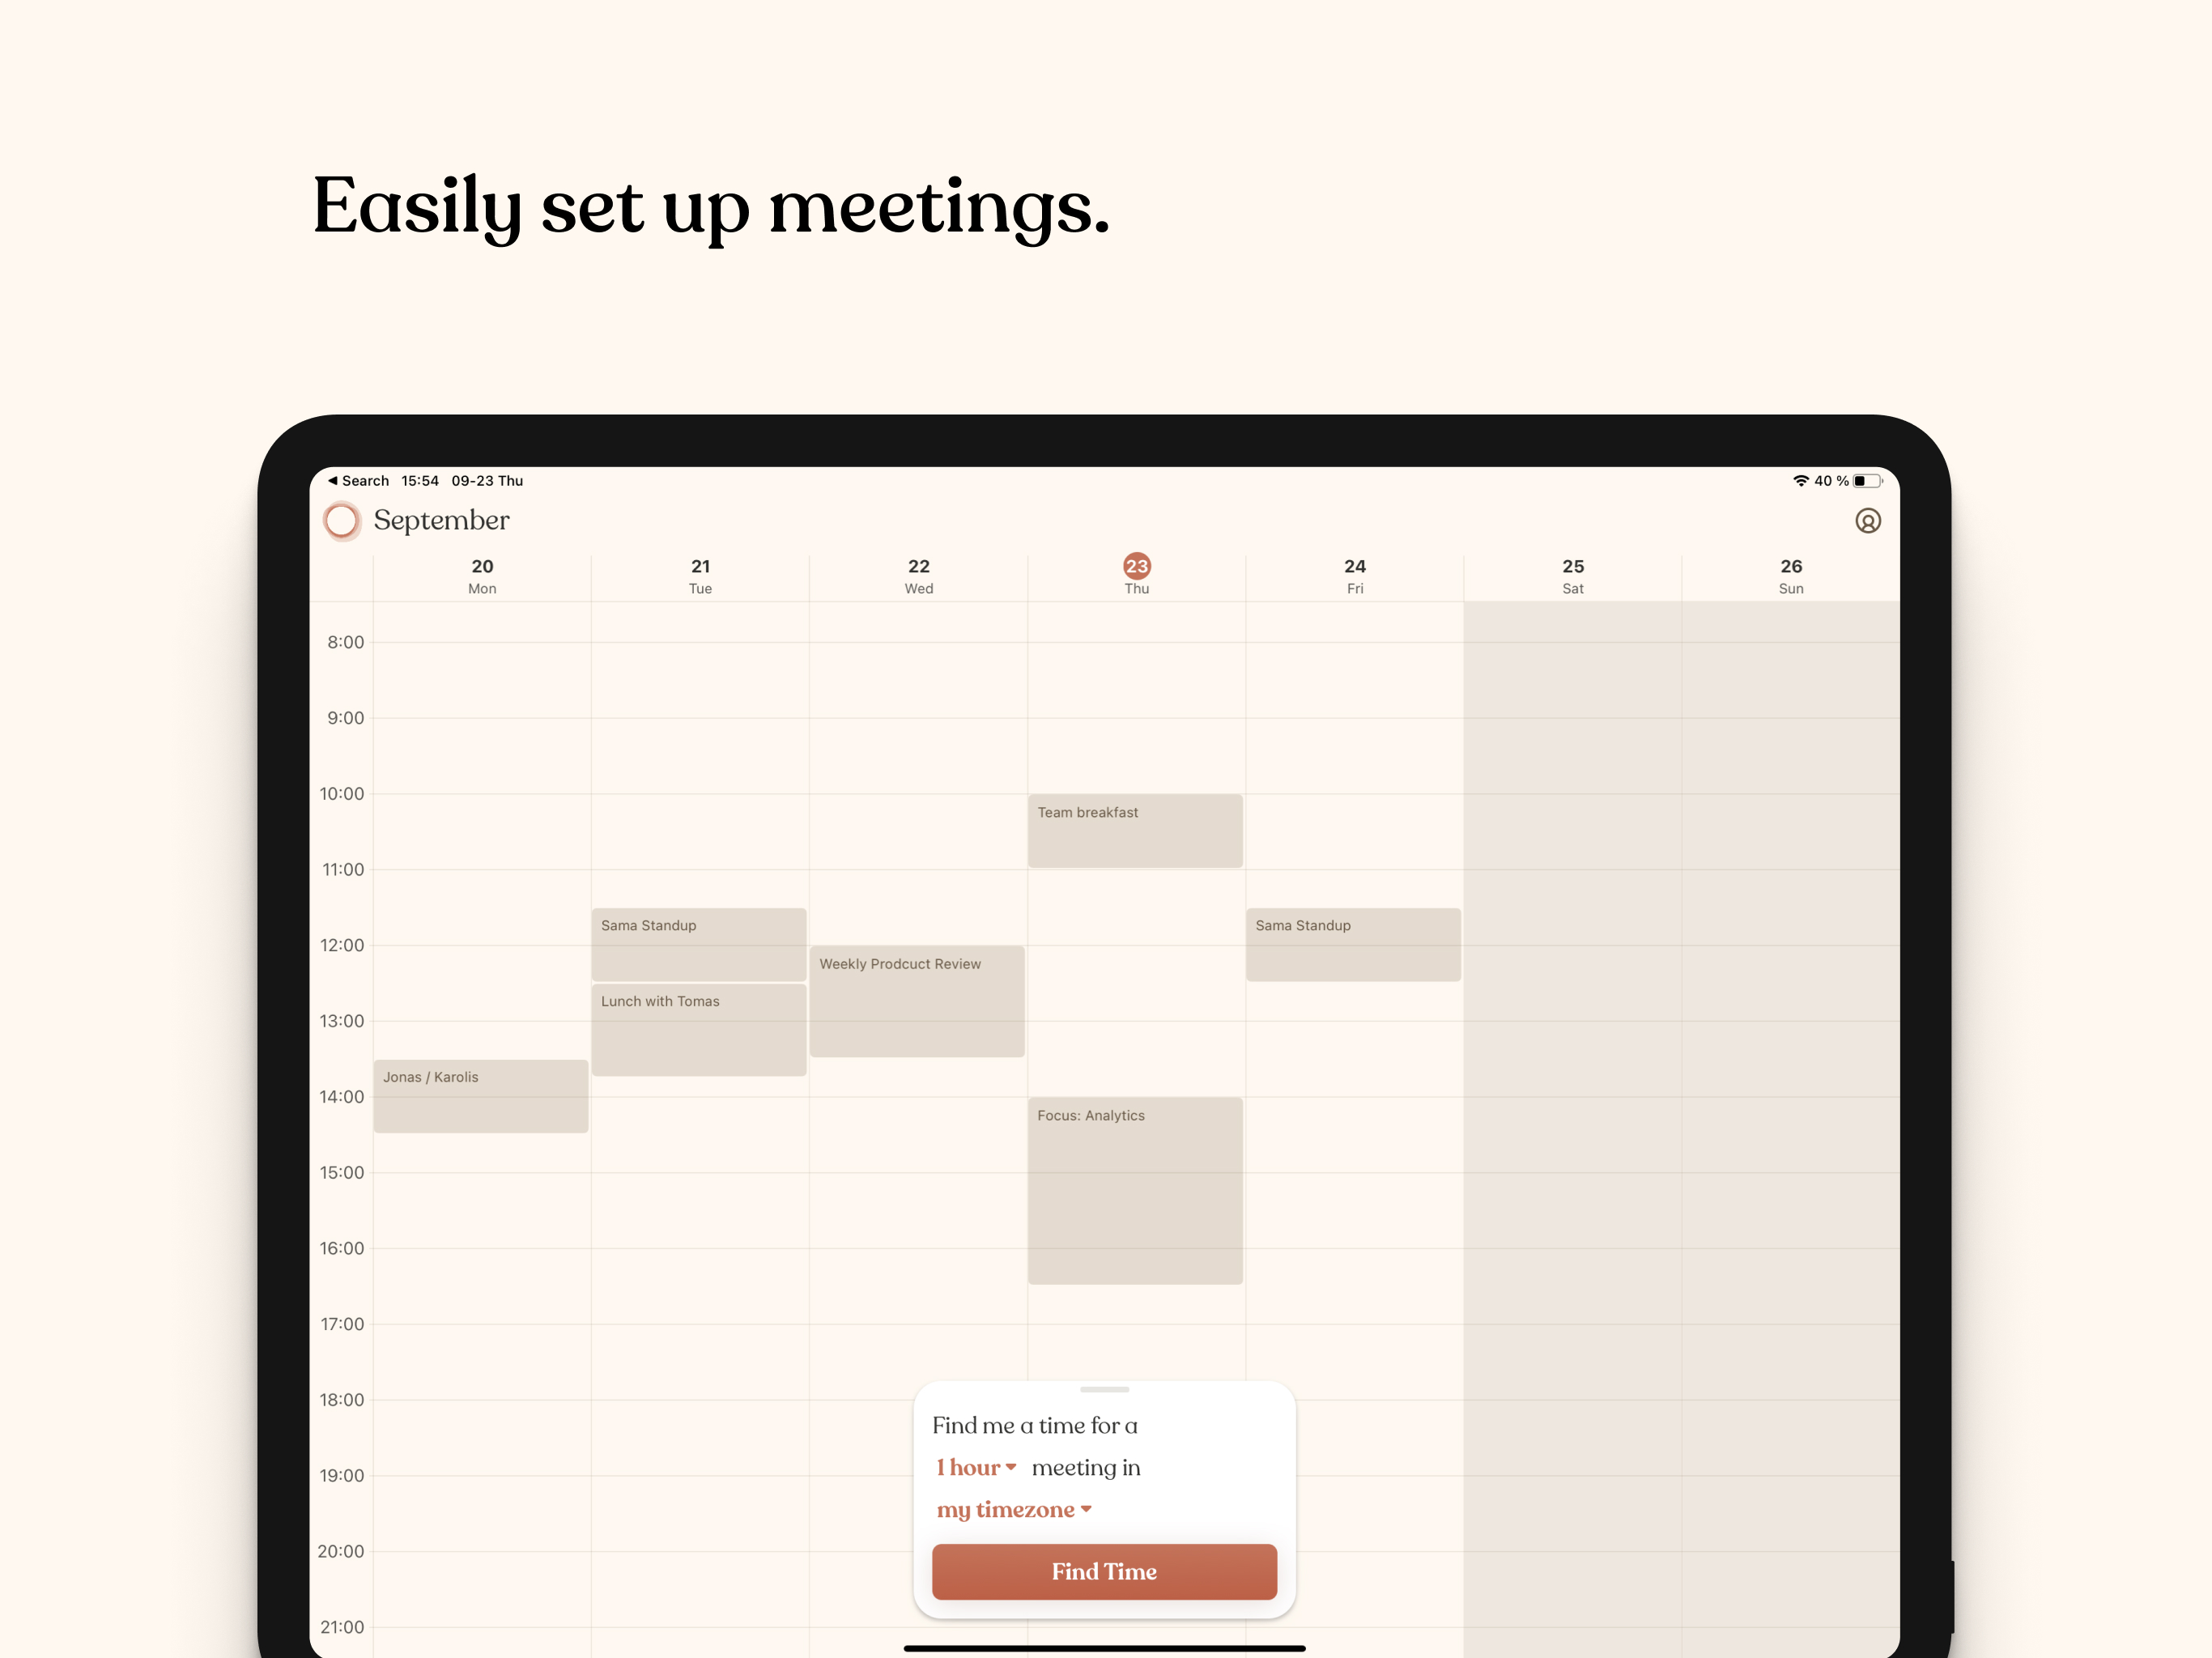 Easily set up meetings.
◀ Search 15:54 09-23 Thu
40 %
September
20 21 22 23 24 25 26
Mon Tue Wed Thu Fri Sat Sun
8:00
9:00
10:00
Team breakfast
11:00
Sama Standup
Sama Standup
12:00
Weekly Prodcuct Review
Lunch with Tomas
13:00
Jonas / Karolis
14:00
Focus: Analytics
15:00
16:00
17:00
18:00
Find me a time for a
1 hour meeting in
19:00
my timezone
20:00
Find Time
21:00